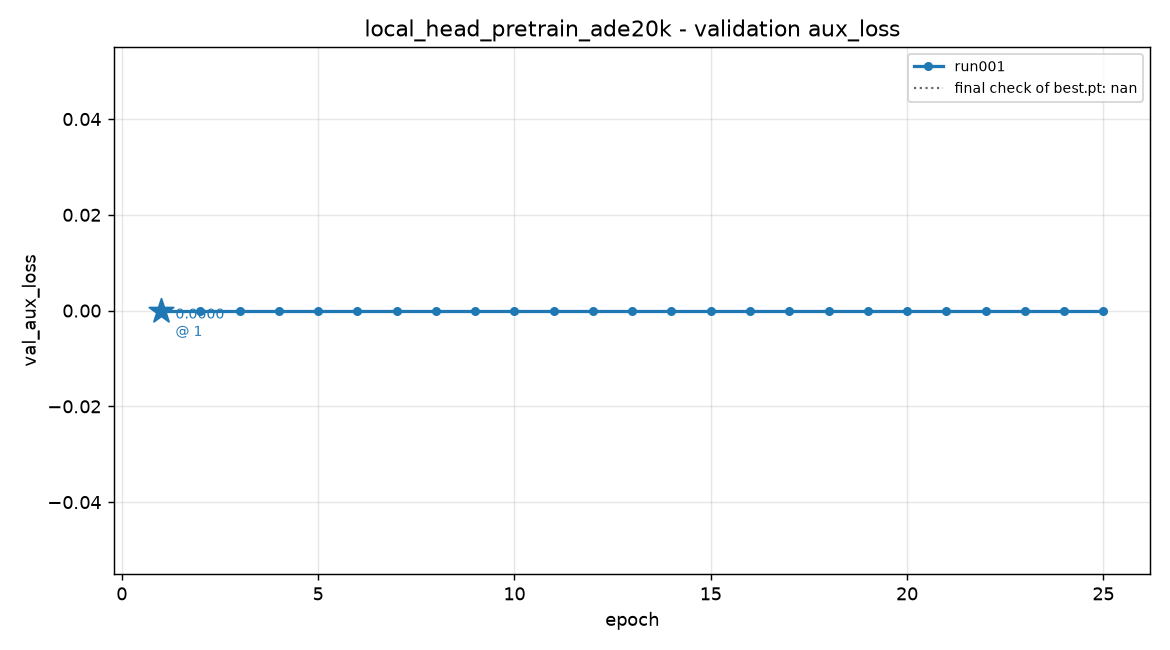 local_head_pretrain_ade20k - validation aux_loss
run001
final check of best.pt: nan
val_aux_loss
0.04
0.02
0.00
−0.02
−0.04
0.0000
@ 1
0
5
10
15
20
25
epoch